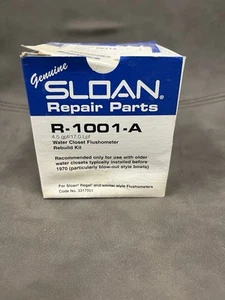 Genuine
SLOAN®
Repair Parts
R-1001-A
4.5 gpf/17.0 Lpf
Water Closet Flushometer
Rebuild Kit
Recommended only for use with older
water closets typically installed before
1970 (particularly blow-out style bowls)
For Sloan® Regal® and similar style Flushometers
Code No. 3317001